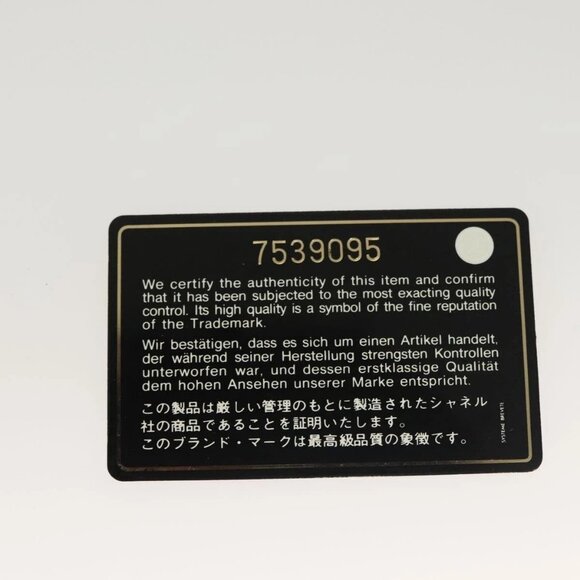 7539095
We certify the authenticity of this item and confirm
that it has been subjected to the most exacting quality
control. Its high quality is a symbol of the fine reputation
of the Trademark.
Wir bestätigen, dass es sich um einen Artikel handelt,
der während seiner Herstellung strengsten Kontrollen
unterworfen war, und dessen erstklassige Qualität
dem hohen Ansehen unserer Marke entspricht.
この製品は厳しい管理のもとに製造されたシャネル
社の商品であることを証明いたします。
このブランド・マークは最高級品質の象徴です。
SYSTEME BREVETE